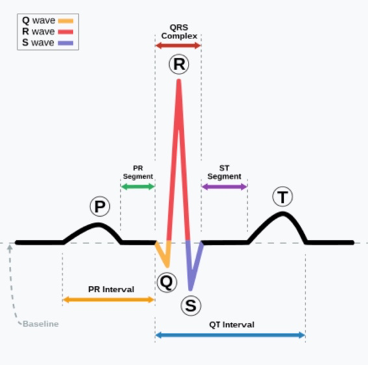 Q wave
R wave
S wave
QRS
Complex
R
PR
Segment
ST
Segment
P
T
Q
S
PR Interval
QT Interval
Baseline